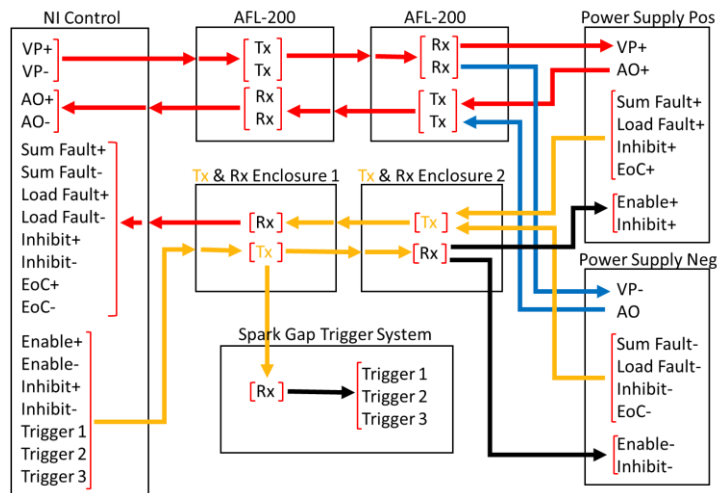 NI Control
VP+
VP-
AO+
AO-
Sum Fault+
Sum Fault-
Load Fault+
Load Fault-
Inhibit+
Inhibit-
EoC+
EoC-
Enable+
Enable-
Inhibit+
Inhibit-
Trigger 1
Trigger 2
Trigger 3
AFL-200
Tx
Tx
Rx
Rx
AFL-200
Rx
Rx
Tx
Tx
Tx & Rx Enclosure 1
Rx
Tx
Tx & Rx Enclosure 2
Tx
Rx
Spark Gap Trigger System
Rx
Trigger 1
Trigger 2
Trigger 3
Power Supply Pos
VP+
AO+
Sum Fault+
Load Fault+
Inhibit+
EoC+
Enable+
Inhibit+
Power Supply Neg
VP-
AO
Sum Fault-
Load Fault-
Inhibit-
EoC-
Enable-
Inhibit-